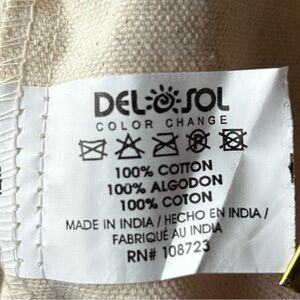 DEL SOL
COLOR CHANGE
100% COTTON
100% ALGODON
100% COTON
MADE IN INDIA / HECHO EN INDIA /
FABRIQUÉ AU INDIA
RN# 108723